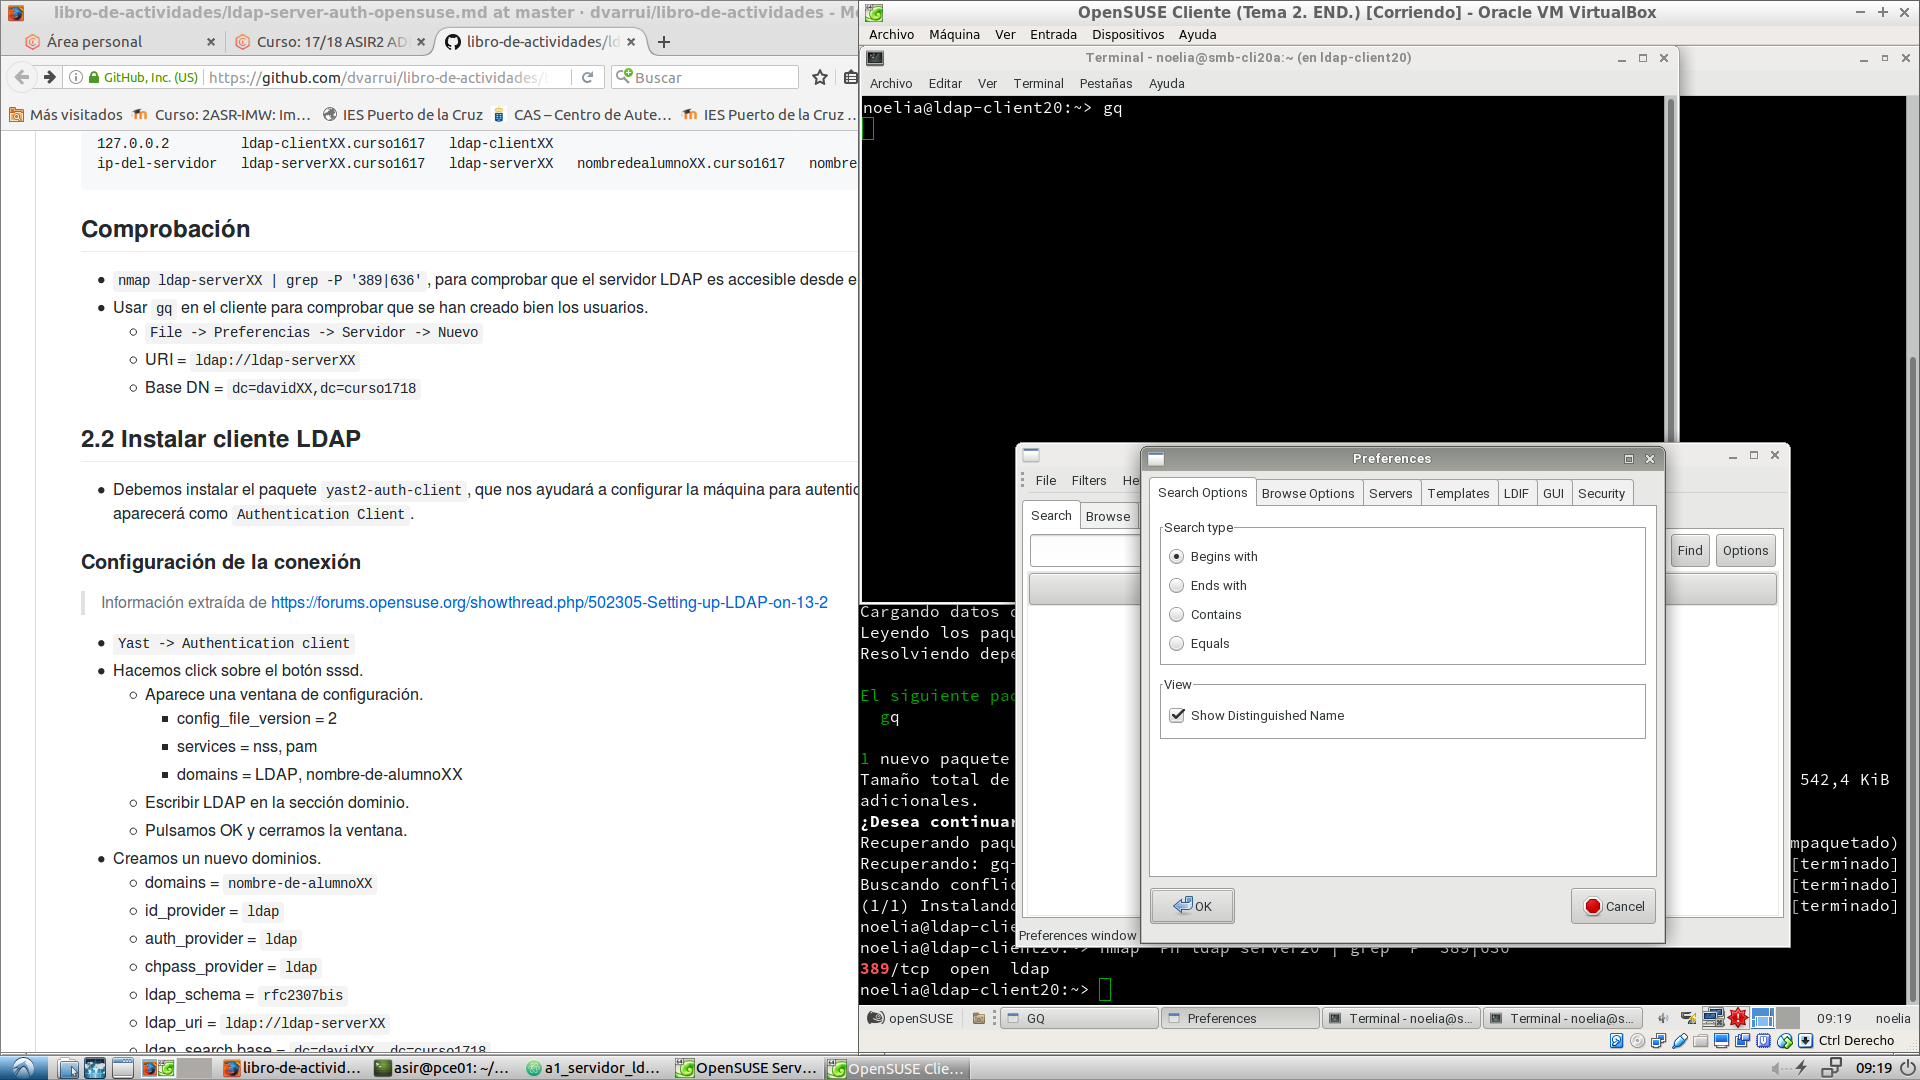 libro-de-actividades/ldap-server-auth-opensuse.md at master · dvarrui/libro-de-actividades - Mo
Área personal
Curso: 17/18 ASIR2 AD
libro-de-actividades/ld
GitHub, Inc. (US)
https://github.com/dvarrui/libro-de-actividades/
Buscar
Más visitados
Curso: 2ASR-IMW: Im...
IES Puerto de la Cruz
CAS – Centro de Aute...
IES Puerto de la Cruz ...
127.0.0.2 ldap-clientXX.curso1617 ldap-clientXX
ip-del-servidor ldap-serverXX.curso1617 ldap-serverXX nombredealumnoXX.curso1617 nombre
Comprobación
nmap ldap-serverXX | grep -P '389|636' , para comprobar que el servidor LDAP es accesible desde e
Usar gq en el cliente para comprobar que se han creado bien los usuarios.
File -> Preferencias -> Servidor -> Nuevo
URI = ldap://ldap-serverXX
Base DN = dc=davidXX,dc=curso1718
2.2 Instalar cliente LDAP
Debemos instalar el paquete yast2-auth-client , que nos ayudará a configurar la máquina para autentic
aparecerá como Authentication Client .
Configuración de la conexión
Información extraída de https://forums.opensuse.org/showthread.php/502305-Setting-up-LDAP-on-13-2
Yast -> Authentication client
Hacemos click sobre el botón sssd.
Aparece una ventana de configuración.
config_file_version = 2
services = nss, pam
domains = LDAP, nombre-de-alumnoXX
Escribir LDAP en la sección dominio.
Pulsamos OK y cerramos la ventana.
Creamos un nuevo dominios.
domains = nombre-de-alumnoXX
id_provider = ldap
auth_provider = ldap
chpass_provider = ldap
ldap_schema = rfc2307bis
ldap_uri = ldap://ldap-serverXX
ldap_search base = dc=davidXX, dc=curso1718
OpenSUSE Cliente (Tema 2. END.) [Corriendo] - Oracle VM VirtualBox
Archivo Máquina Ver Entrada Dispositivos Ayuda
Terminal - noelia@smb-cli20a:~ (en ldap-client20)
Archivo Editar Ver Terminal Pestañas Ayuda
noelia@ldap-client20:~> gq
File Filters He
Search Browse
Find Options
Preferences window
Preferences
Search Options Browse Options Servers Templates LDIF GUI Security
Search type
Begins with
Ends with
Contains
Equals
View
Show Distinguished Name
OK Cancel
Cargando datos d
Leyendo los paqu
Resolviendo depe
El siguiente paq
gq
1 nuevo paquete
Tamaño total de 542,4 KiB
adicionales.
¿Desea continuar
Recuperando paqu mpaquetado)
Recuperando: gq- [terminado]
Buscando conflic [terminado]
(1/1) Instalando [terminado]
noelia@ldap-clie
noelia@ldap-client20:~> nmap -Pn ldap-server20 | grep -P '389|636'
389/tcp open ldap
noelia@ldap-client20:~>
openSUSE
GQ
Preferences
Terminal - noelia@s...
Terminal - noelia@s...
09:19
noelia
Ctrl Derecho
libro-de-activid...
asir@pce01: ~/...
a1_servidor_ld...
OpenSUSE Serv...
OpenSUSE Clie...
09:19